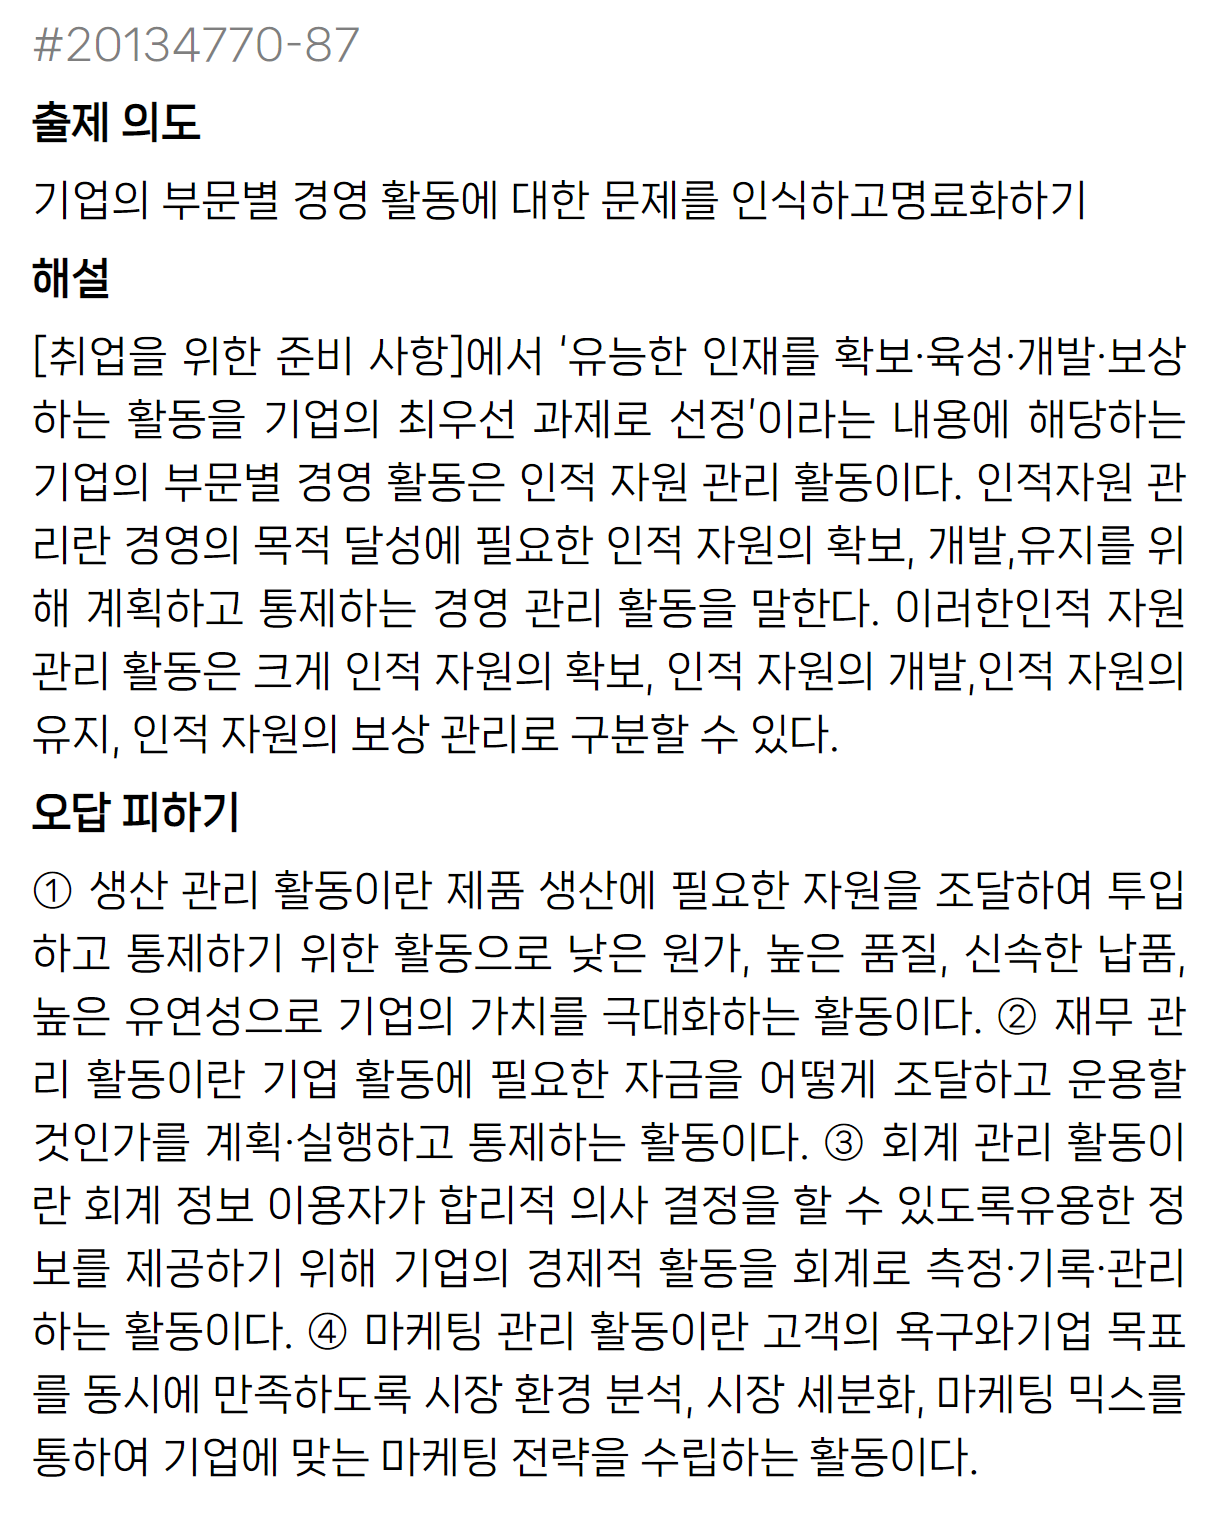 #20134770-87
출제 의도
기업의 부문별 경영 활동에 대한 문제를 인식하고명료화하기
해설
[취업을 위한 준비 사항]에서 '유능한 인재를 확보·육성·개발·보상
하는 활동을 기업의 최우선 과제로 선정'이라는 내용에 해당하는
기업의 부문별 경영 활동은 인적 자원 관리 활동이다. 인적자원 관
리란 경영의 목적 달성에 필요한 인적 자원의 확보, 개발,유지를 위
해 계획하고 통제하는 경영 관리 활동을 말한다. 이러한인적 자원
관리 활동은 크게 인적 자원의 확보, 인적 자원의 개발,인적 자원의
유지, 인적 자원의 보상 관리로 구분할 수 있다.
오답 피하기
① 생산 관리 활동이란 제품 생산에 필요한 자원을 조달하여 투입
하고 통제하기 위한 활동으로 낮은 원가, 높은 품질, 신속한 납품,
높은 유연성으로 기업의 가치를 극대화하는 활동이다. ② 재무 관
리 활동이란 기업 활동에 필요한 자금을 어떻게 조달하고 운용할
것인가를 계획·실행하고 통제하는 활동이다. ③ 회계 관리 활동이
란 회계 정보 이용자가 합리적 의사 결정을 할 수 있도록유용한 정
보를 제공하기 위해 기업의 경제적 활동을 회계로 측정·기록·관리
하는 활동이다. ④ 마케팅 관리 활동이란 고객의 욕구와기업 목표
를 동시에 만족하도록 시장 환경 분석, 시장 세분화, 마케팅 믹스를
통하여 기업에 맞는 마케팅 전략을 수립하는 활동이다.